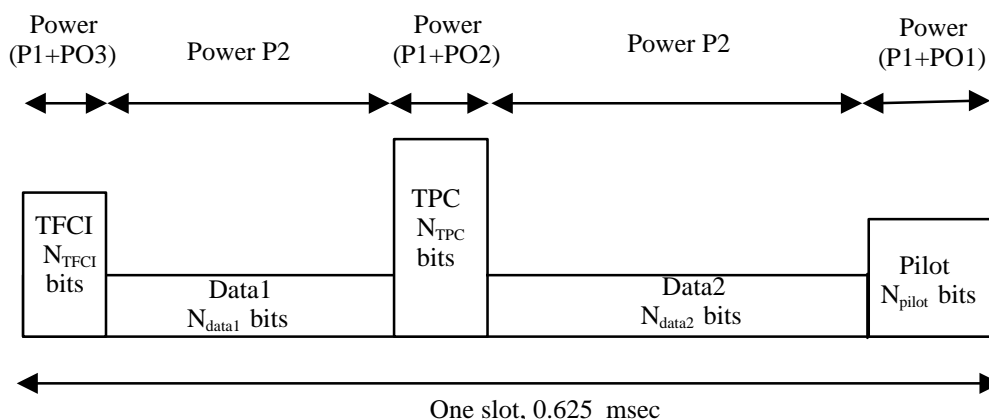 Power
(P1+PO3)
Power P2
Power
(P1+PO2)
Power P2
Power
(P1+PO1)
TFCI
N_TFCI
bits
Data1
N_data1 bits
TPC
N_TPC
bits
Data2
N_data2 bits
Pilot
N_pilot bits
One slot, 0.625 msec